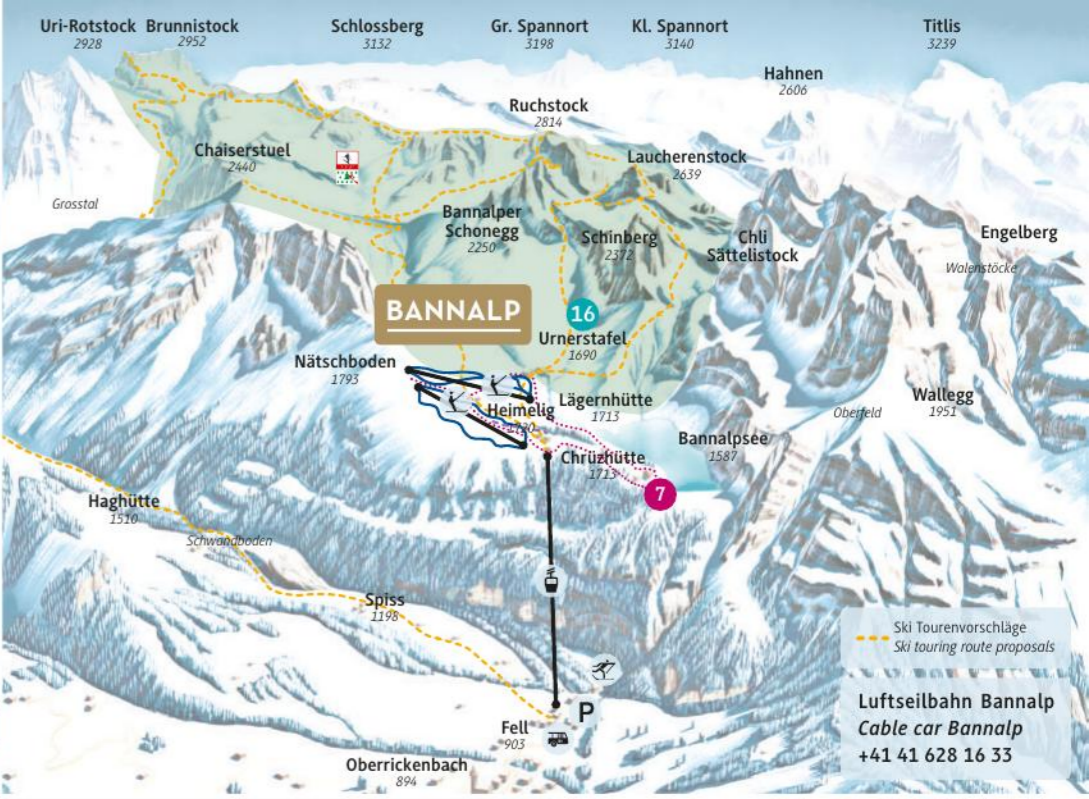 Uri-Rotstock
2928
Brunnistock
2952
Schlossberg
3132
Gr. Spannort
3198
Kl. Spannort
3140
Titlis
3239
Hahnen
2606
Ruchstock
2814
Chaiserstuel
2440
Laucherenstock
2639
Grosstal
Bannalper
Schonegg
2250
Schinberg
2372
Chli
Sättelistock
Engelberg
Walenstöcke
BANNALP
16
Urnerstafel
1690
Nätschboden
1793
Heimelig
Lägernhütte
1713
Wallegg
1951
Oberfeld
Bannalpsee
1587
Chrüzhütte
1713
7
Haghütte
1510
Schwandboden
Spiss
1198
Ski Tourenvorschläge
Ski touring route proposals
Luftseilbahn Bannalp
Cable car Bannalp
+41 41 628 16 33
P
Fell
903
Oberrickenbach
894